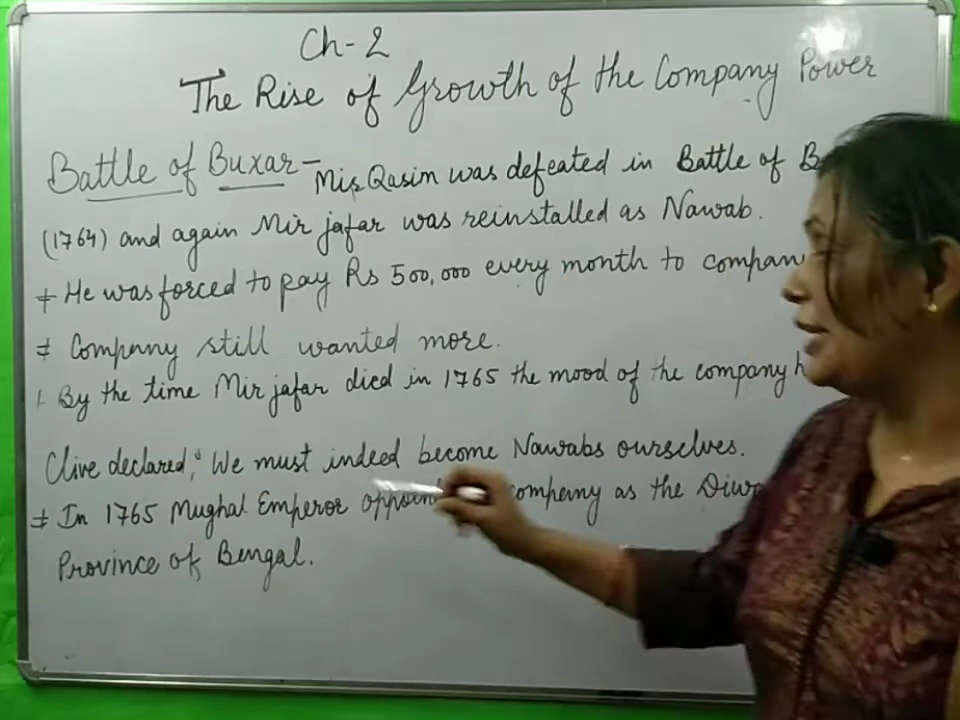 Ch-2
The Rise of Growth of the Company Power
Battle of Buxar - Mir Qasim was defeated in Battle of
(1764) and again Mir jafar was reinstalled as Nawab.
+ He was forced to pay Rs 500,000 every month to
+ Company still wanted more.
By the time Mir jafar died in 1765 the mood of the company
Clive declared, "We must indeed become Nawabs ourselves.
+ In 1765 Mughal Emperor company as the
Province of Bengal.